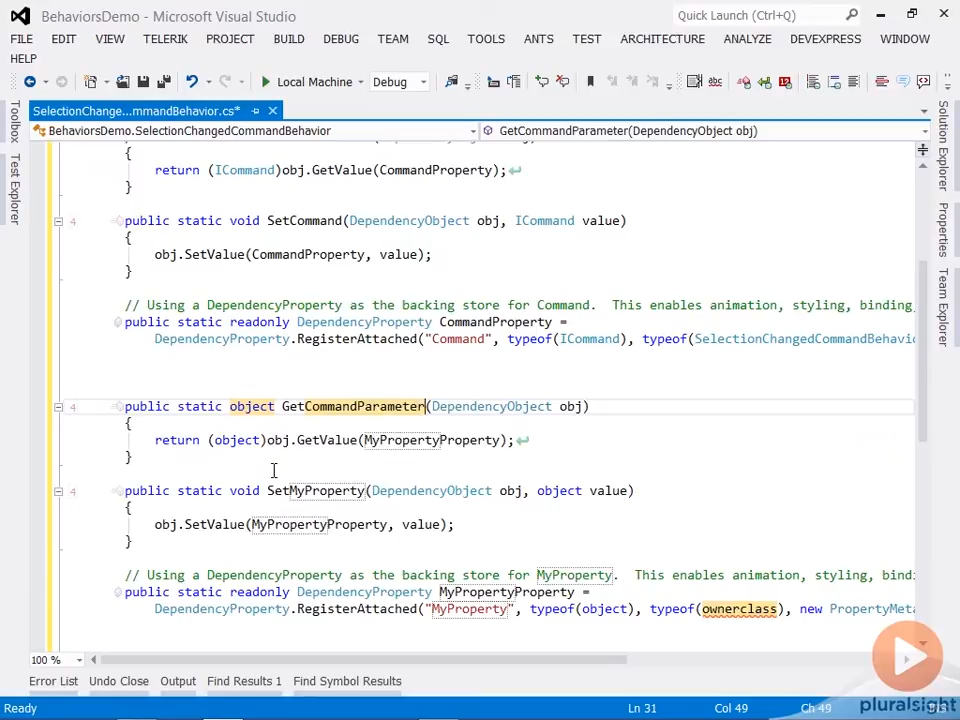 BehaviorsDemo - Microsoft Visual Studio
Quick Launch (Ctrl+Q)
FILE EDIT VIEW TELERIK PROJECT BUILD DEBUG TEAM SQL TOOLS ANTS TEST ARCHITECTURE ANALYZE DEVEXPRESS WINDOW
HELP
Local Machine Debug
SelectionChange...mmandBehavior.cs*
BehaviorsDemo.SelectionChangedCommandBehavior
GetCommandParameter(DependencyObject obj)
Toolbox
Test Explorer
{
return (ICommand)obj.GetValue(CommandProperty);
}
public static void SetCommand(DependencyObject obj, ICommand value)
{
obj.SetValue(CommandProperty, value);
}
// Using a DependencyProperty as the backing store for Command.  This enables animation, styling, binding,
public static readonly DependencyProperty CommandProperty =
DependencyProperty.RegisterAttached("Command", typeof(ICommand), typeof(SelectionChangedCommandBehavio
public static object GetCommandParameter(DependencyObject obj)
{
return (object)obj.GetValue(MyPropertyProperty);
}
public static void SetMyProperty(DependencyObject obj, object value)
{
obj.SetValue(MyPropertyProperty, value);
}
// Using a DependencyProperty as the backing store for MyProperty.  This enables animation, styling, bindi
public static readonly DependencyProperty MyPropertyProperty =
DependencyProperty.RegisterAttached("MyProperty", typeof(object), typeof(ownerclass), new PropertyMeta
Solution Explorer
Properties
Team Explorer
100 %
Error List Undo Close Output Find Results 1 Find Symbol Results
Ready Ln 31 Col 49 Ch 49
pluralsight